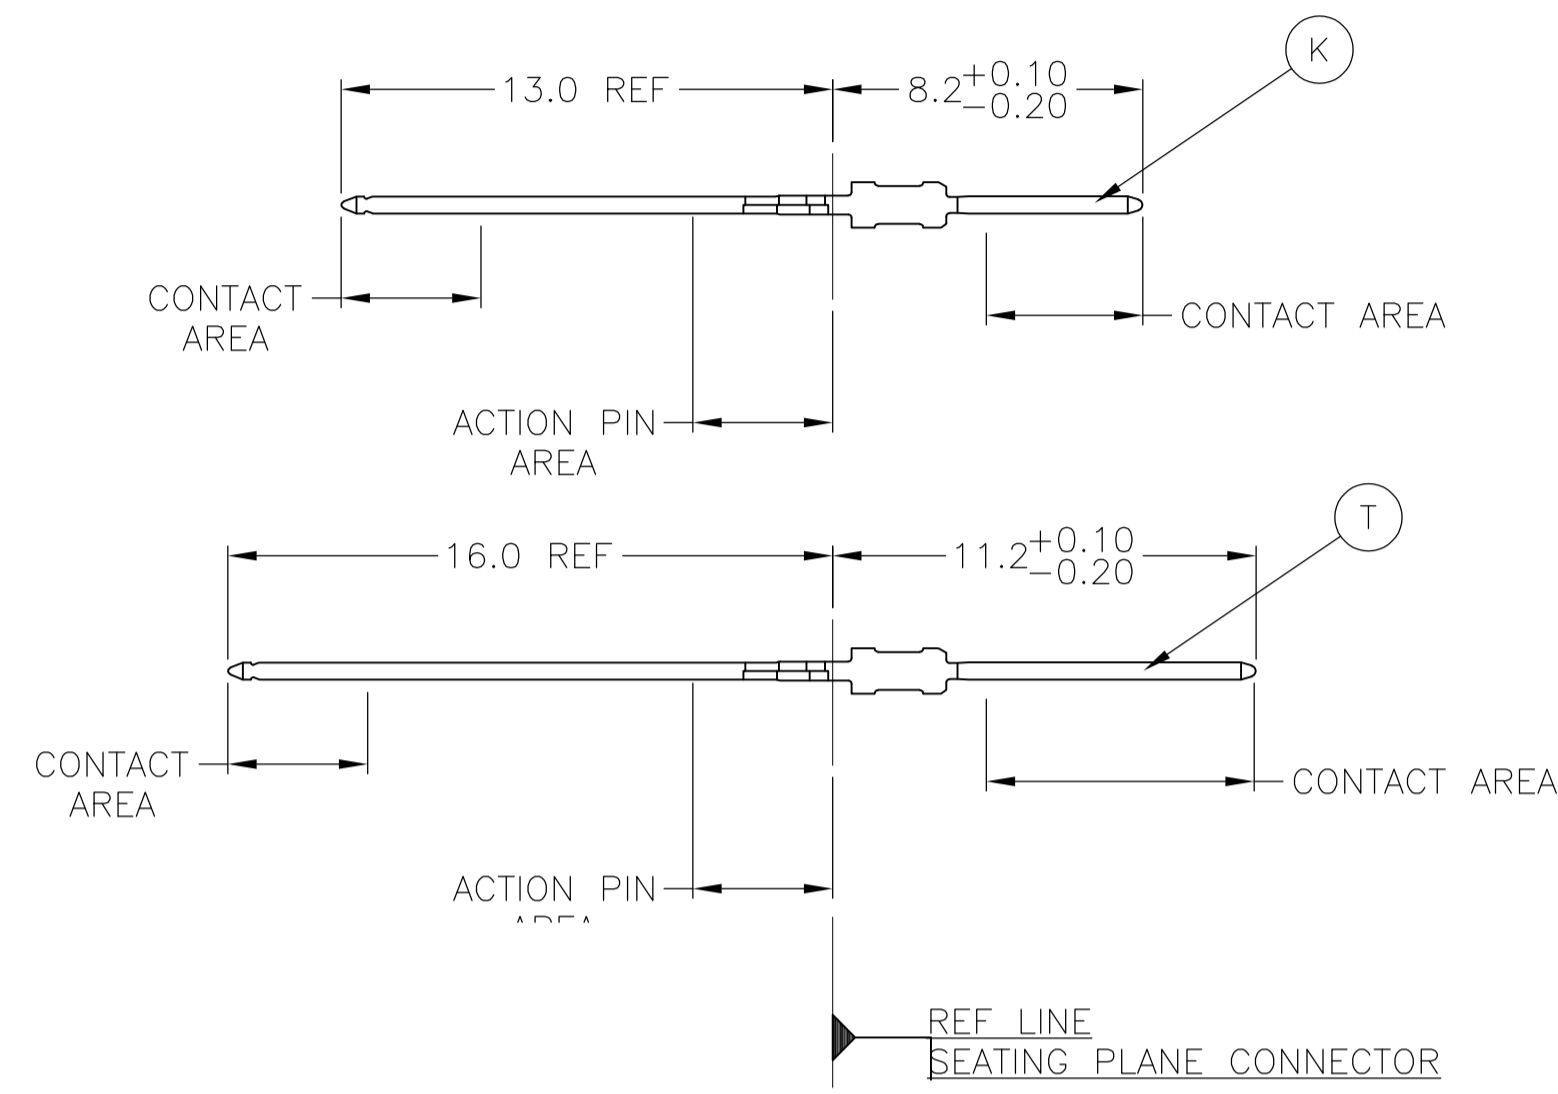 K
13.0 REF
8.2 +0.10
-0.20
CONTACT
AREA
CONTACT AREA
ACTION PIN
AREA
T
16.0 REF
11.2 +0.10
-0.20
CONTACT
AREA
CONTACT AREA
ACTION PIN
AREA
REF LINE
SEATING PLANE CONNECTOR